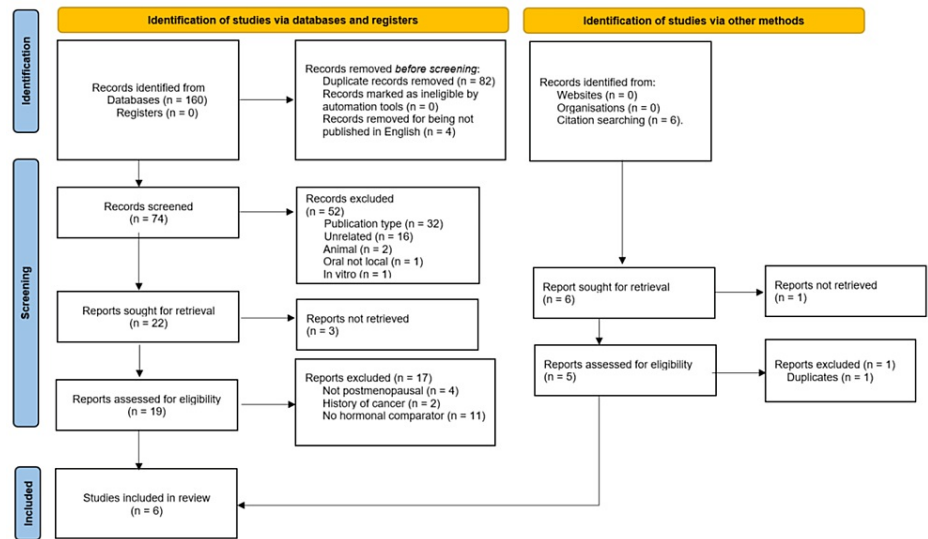 Identification of studies via databases and registers
Identification of studies via other methods
Identification
Records identified from
Databases (n = 160)
Registers (n = 0)
Records removed before screening:
Duplicate records removed (n = 82)
Records marked as ineligible by
automation tools (n = 0)
Records removed for being not
published in English (n = 4)
Records identified from:
Websites (n = 0)
Organisations (n = 0)
Citation searching (n = 6).
Screening
Records screened
(n = 74)
Records excluded
(n = 52)
Publication type (n = 32)
Unrelated (n = 16)
Animal (n = 2)
Oral not local (n = 1)
In vitro (n = 1)
Reports sought for retrieval
(n = 22)
Reports not retrieved
(n = 3)
Report sought for retrieval
(n = 6)
Reports not retrieved
(n = 1)
Reports assessed for eligibility
(n = 19)
Reports excluded (n = 17)
Not postmenopausal (n = 4)
History of cancer (n = 2)
No hormonal comparator (n = 11)
Reports assessed for eligibility
(n = 5)
Reports excluded (n = 1)
Duplicates (n = 1)
Included
Studies included in review
(n = 6)